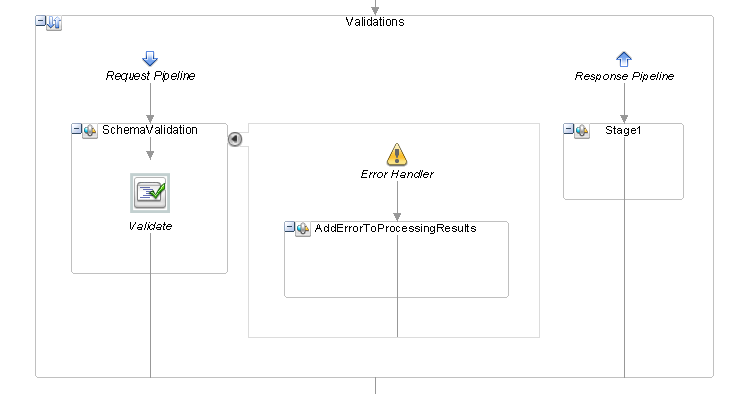 Validations
Request Pipeline
Response Pipeline
SchemaValidation
Stage1
Error Handler
Validate
AddErrorToProcessingResults